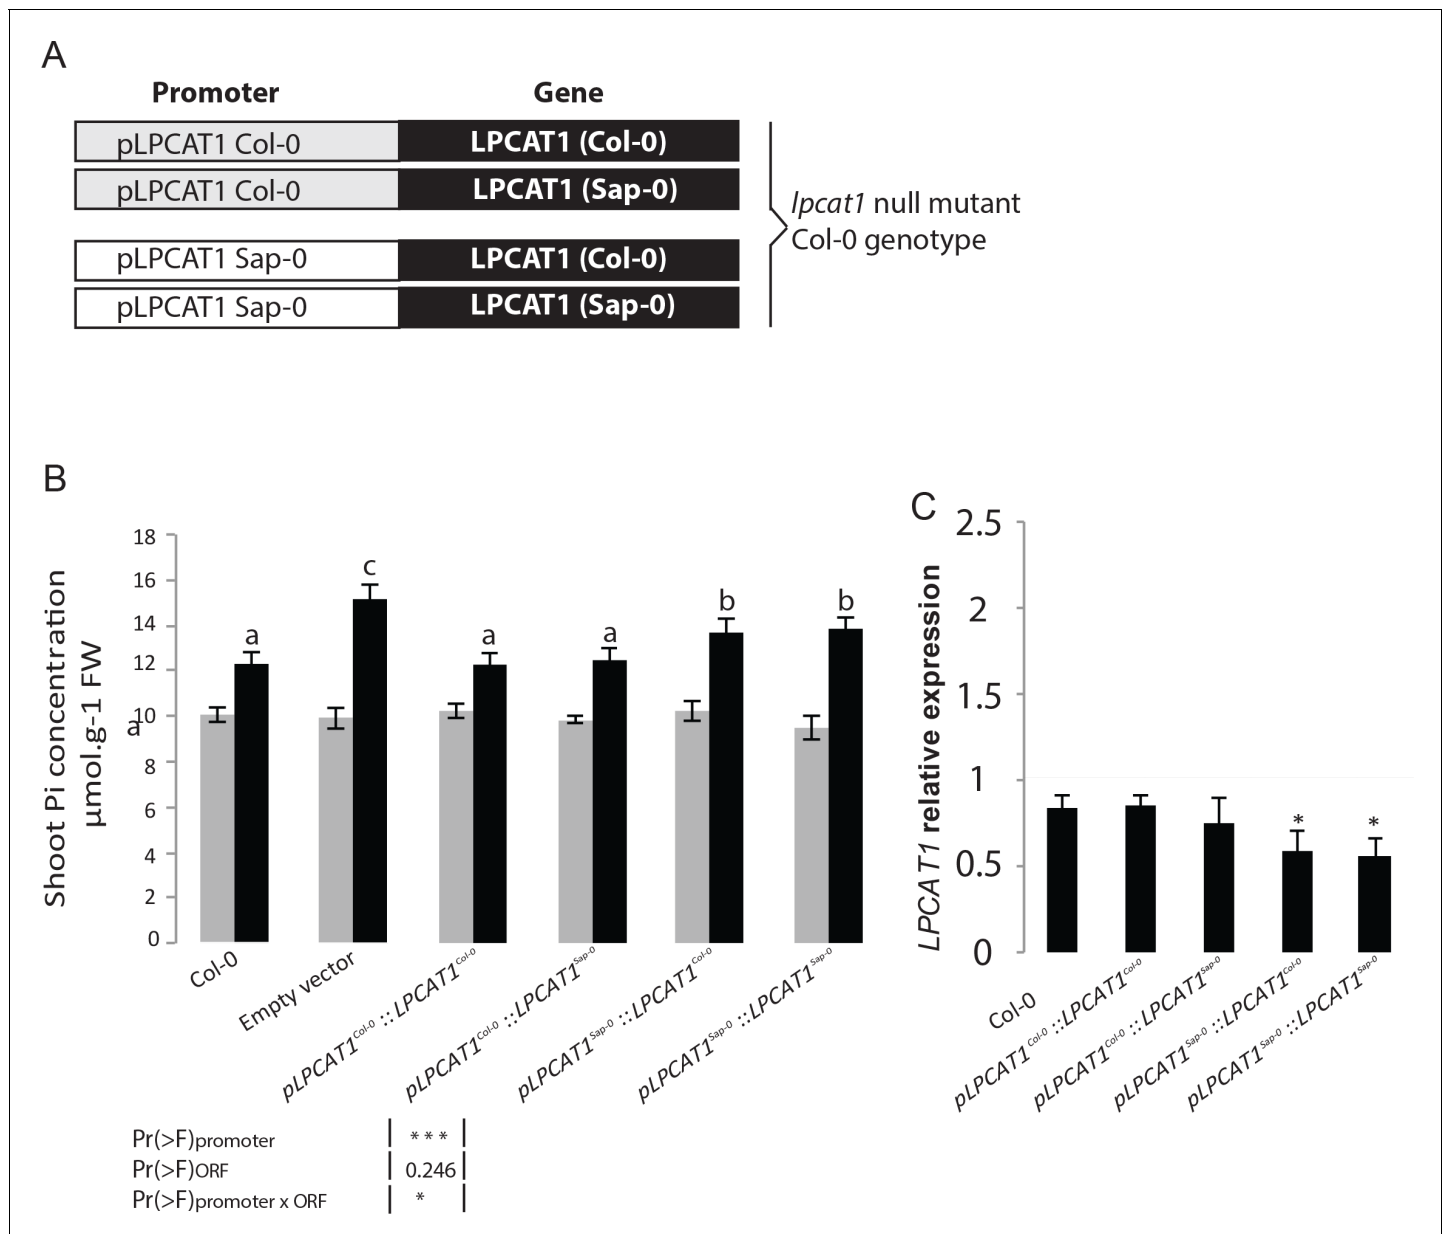 A
Promoter Gene
pLPCAT1 Col-0 LPCAT1 (Col-0)
pLPCAT1 Col-0 LPCAT1 (Sap-0)
pLPCAT1 Sap-0 LPCAT1 (Col-0)
pLPCAT1 Sap-0 LPCAT1 (Sap-0)
lpcat1 null mutant
Col-0 genotype
B
Shoot Pi concentration
µmol.g-1 FW
18
16
14
12
10
8
6
4
2
0
a
a
c
a
a
b
b
Col-0
Empty vector
pLPCAT1Col-0 ::LPCAT1Col-0
pLPCAT1Col-0 ::LPCAT1Sap-0
pLPCAT1Sap-0 ::LPCAT1Col-0
pLPCAT1Sap-0 ::LPCAT1Sap-0
Pr(>F)promoter | *** |
Pr(>F)ORF | 0.246 |
Pr(>F)promoter x ORF | * |
C
LPCAT1 relative expression
2.5
2
1.5
1
0.5
0
*
*
Col-0
pLPCAT1Col-0 ::LPCAT1Col-0
pLPCAT1Col-0 ::LPCAT1Sap-0
pLPCAT1Sap-0 ::LPCAT1Col-0
pLPCAT1Sap-0 ::LPCAT1Sap-0